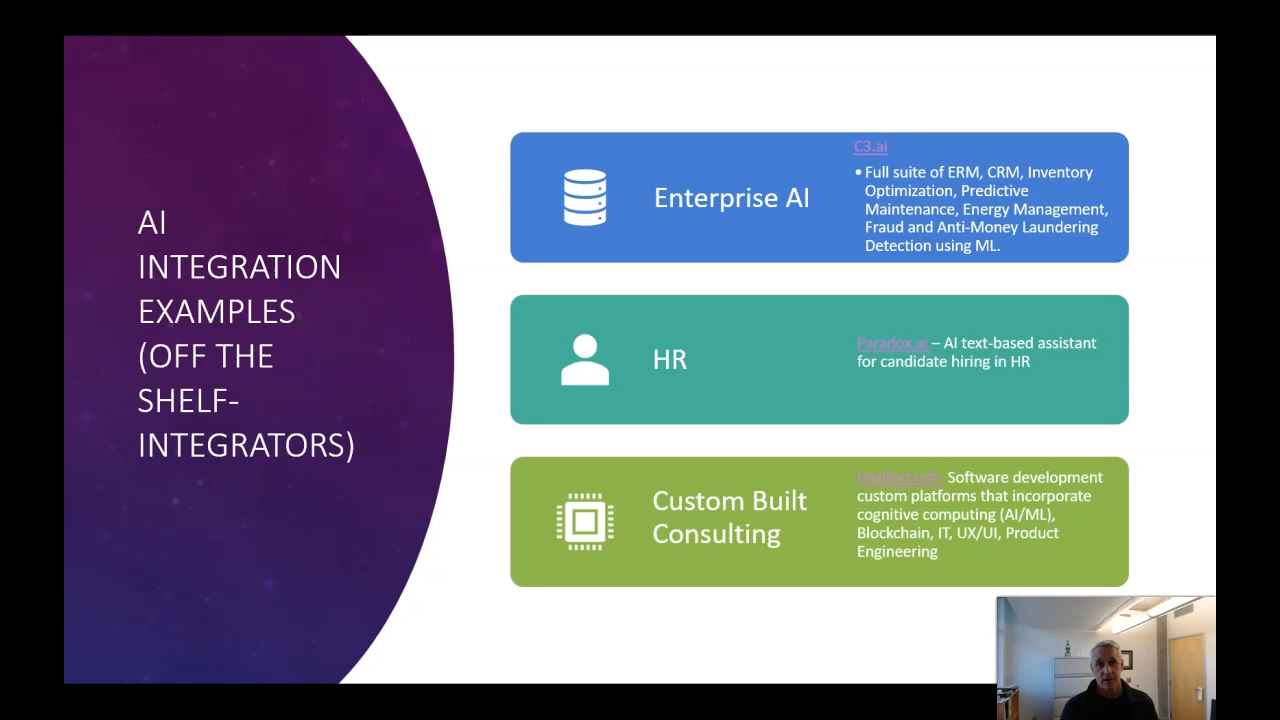 AI
INTEGRATION
EXAMPLES
(OFF THE
SHELF-
INTEGRATORS)
Enterprise AI
C3.ai
• Full suite of ERM, CRM, Inventory
Optimization, Predictive
Maintenance, Energy Management,
Fraud and Anti-Money Laundering
Detection using ML.
HR
Paradox.ai – AI text-based assistant
for candidate hiring in HR
Custom Built
Consulting
Intellectsoft- Software development
custom platforms that incorporate
cognitive computing (AI/ML),
Blockchain, IT, UX/UI, Product
Engineering